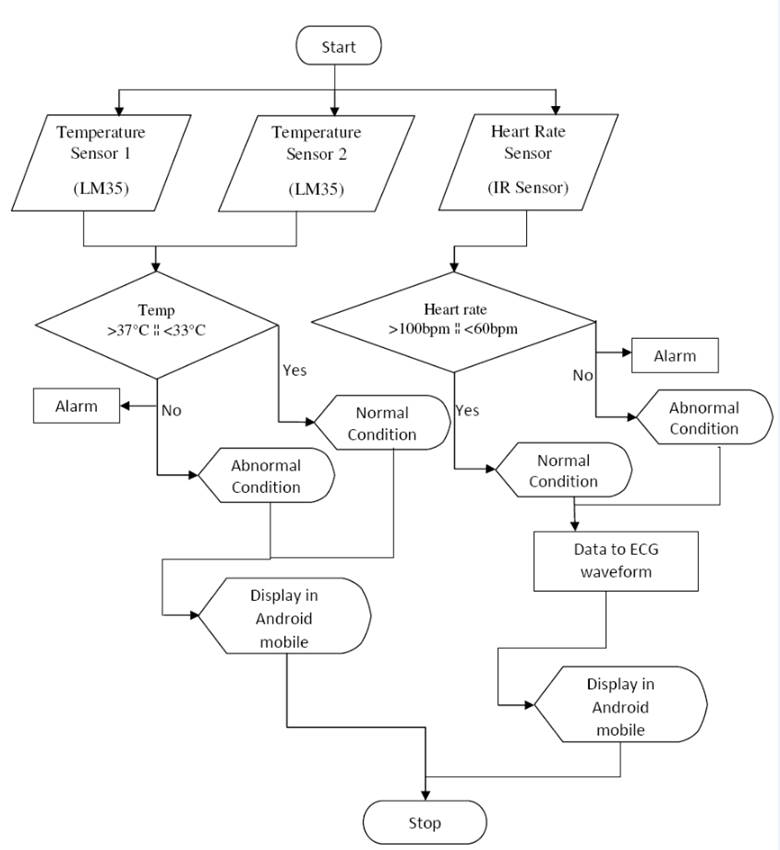 Start
Temperature
Sensor 1
(LM35)
Temperature
Sensor 2
(LM35)
Heart Rate
Sensor
(IR Sensor)
Temp
>37°C ¦¦ <33°C
Heart rate
>100bpm ¦¦ <60bpm
Yes
No
Alarm
Alarm
No
Yes
Normal
Condition
Abnormal
Condition
Abnormal
Condition
Normal
Condition
Data to ECG
waveform
Display in
Android
mobile
Display in
Android
mobile
Stop